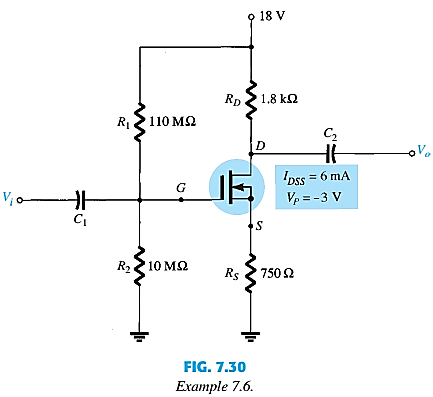 18 V
R_D 1.8 kΩ
R_1 110 MΩ
C_2
D
V_o
I_DSS = 6 mA
V_P = –3 V
G
V_i
C_1
S
R_2 10 MΩ
R_S 750 Ω
FIG. 7.30
Example 7.6.